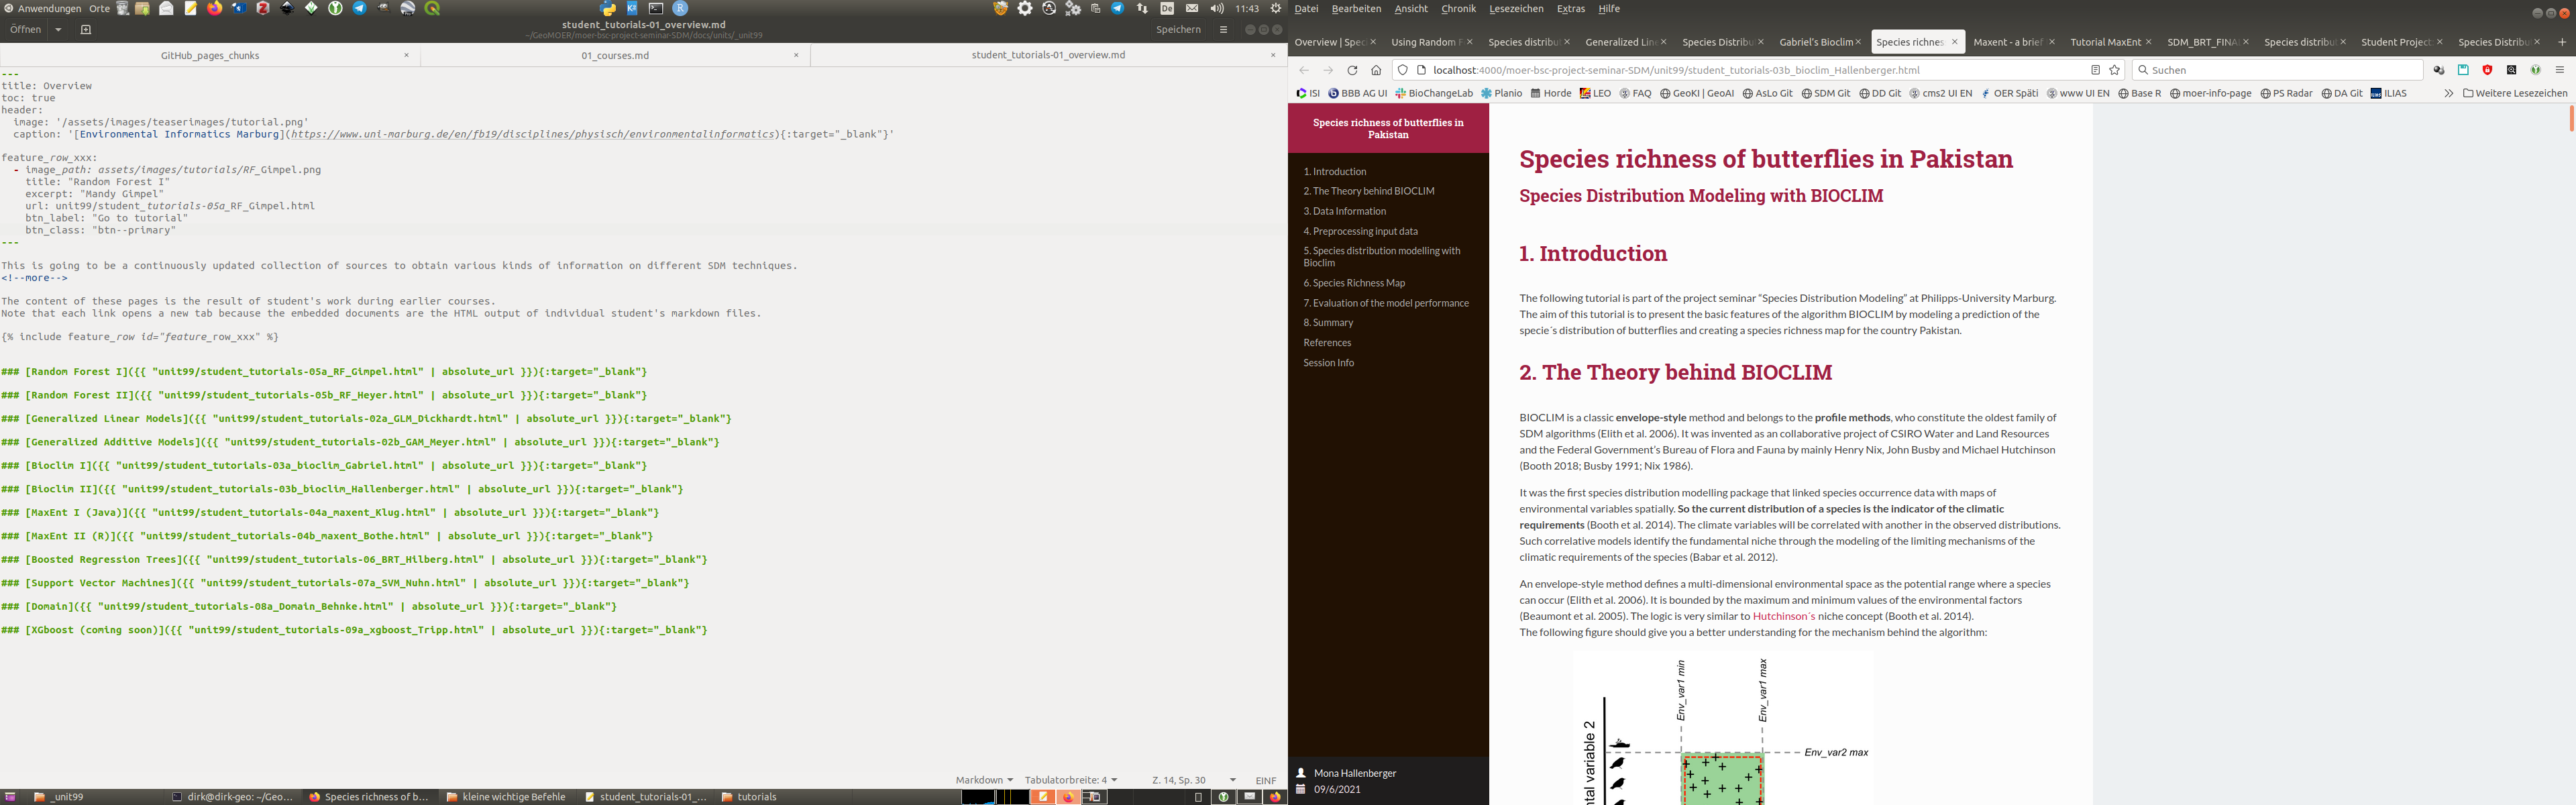 Anwendungen Orte 11:43 De
Öffnen
student_tutorials-01_overview.md
~/GeoMOER/moer-bsc-project-seminar-SDM/docs/units/_unit99
Speichern
GitHub_pages_chunks × 01_courses.md × student_tutorials-01_overview.md ×
---
title: Overview
toc: true
header:
  image: '/assets/images/teaserimages/tutorial.png'
  caption: '[Environmental Informatics Marburg](https://www.uni-marburg.de/en/fb19/disciplines/physisch/environmentalinformatics){:target="_blank"}'
feature_row_xxx:
  - image_path: assets/images/tutorials/RF_Gimpel.png
    title: "Random Forest I"
    excerpt: "Mandy Gimpel"
    url: unit99/student_tutorials-05a_RF_Gimpel.html
    btn_label: "Go to tutorial"
    btn_class: "btn--primary"
---
This is going to be a continuously updated collection of sources to obtain various kinds of information on different SDM techniques.
<!--more-->
The content of these pages is the result of student's work during earlier courses.
Note that each link opens a new tab because the embedded documents are the HTML output of individual student's markdown files.
{% include feature_row id="feature_row_xxx" %}
### [Random Forest I]({{ "unit99/student_tutorials-05a_RF_Gimpel.html" | absolute_url }}){:target="_blank"}
### [Random Forest II]({{ "unit99/student_tutorials-05b_RF_Heyer.html" | absolute_url }}){:target="_blank"}
### [Generalized Linear Models]({{ "unit99/student_tutorials-02a_GLM_Dickhardt.html" | absolute_url }}){:target="_blank"}
### [Generalized Additive Models]({{ "unit99/student_tutorials-02b_GAM_Meyer.html" | absolute_url }}){:target="_blank"}
### [Bioclim I]({{ "unit99/student_tutorials-03a_bioclim_Gabriel.html" | absolute_url }}){:target="_blank"}
### [Bioclim II]({{ "unit99/student_tutorials-03b_bioclim_Hallenberger.html" | absolute_url }}){:target="_blank"}
### [MaxEnt I (Java)]({{ "unit99/student_tutorials-04a_maxent_Klug.html" | absolute_url }}){:target="_blank"}
### [MaxEnt II (R)]({{ "unit99/student_tutorials-04b_maxent_Bothe.html" | absolute_url }}){:target="_blank"}
### [Boosted Regression Trees]({{ "unit99/student_tutorials-06_BRT_Hilberg.html" | absolute_url }}){:target="_blank"}
### [Support Vector Machines]({{ "unit99/student_tutorials-07a_SVM_Nuhn.html" | absolute_url }}){:target="_blank"}
### [Domain]({{ "unit99/student_tutorials-08a_Domain_Behnke.html" | absolute_url }}){:target="_blank"}
### [XGboost (coming soon)]({{ "unit99/student_tutorials-09a_xgboost_Tripp.html" | absolute_url }}){:target="_blank"}
Markdown Tabulatorbreite: 4 Z. 14, Sp. 30 EINF
_unit99 dirk@dirk-geo: ~/Geo... Species richness of b... kleine wichtige Befehle student_tutorials-01_... tutorials
Datei Bearbeiten Ansicht Chronik Lesezeichen Extras Hilfe
Overview | Spec Using Random F Species distribut Generalized Line Species Distribu Gabriel's Bioclim Species richnes Maxent - a brief Tutorial MaxEnt SDM_BRT_FINAL Species distribut Student Project Species Distribut
localhost:4000/moer-bsc-project-seminar-SDM/unit99/student_tutorials-03b_bioclim_Hallenberger.html
Suchen
ISI BBB AG UI BioChangeLab Planio Horde LEO FAQ GeoKI | GeoAI AsLo Git SDM Git DD Git cms2 UI EN OER Späti www UI EN Base R moer-info-page PS Radar DA Git ILIAS Weitere Lesezeichen
Species richness of butterflies in
Pakistan
1. Introduction
2. The Theory behind BIOCLIM
3. Data Information
4. Preprocessing input data
5. Species distribution modelling with
Bioclim
6. Species Richness Map
7. Evaluation of the model performance
8. Summary
References
Session Info
Mona Hallenberger
09/6/2021
Species richness of butterflies in Pakistan
Species Distribution Modeling with BIOCLIM
1. Introduction
The following tutorial is part of the project seminar “Species Distribution Modeling” at Philipps-University Marburg.
The aim of this tutorial is to present the basic features of the algorithm BIOCLIM by modeling a prediction of the
specie´s distribution of butterflies and creating a species richness map for the country Pakistan.
2. The Theory behind BIOCLIM
BIOCLIM is a classic envelope-style method and belongs to the profile methods, who constitute the oldest family of
SDM algorithms (Elith et al. 2006). It was invented as an collaborative project of CSIRO Water and Land Resources
and the Federal Government’s Bureau of Flora and Fauna by mainly Henry Nix, John Busby and Michael Hutchinson
(Booth 2018; Busby 1991; Nix 1986).
It was the first species distribution modelling package that linked species occurrence data with maps of
environmental variables spatially. So the current distribution of a species is the indicator of the climatic
requirements (Booth et al. 2014). The climate variables will be correlated with another in the observed distributions.
Such correlative models identify the fundamental niche through the modeling of the limiting mechanisms of the
climatic requirements of the species (Babar et al. 2012).
An envelope-style method defines a multi-dimensional environmental space as the potential range where a species
can occur (Elith et al. 2006). It is bounded by the maximum and minimum values of the environmental factors
(Beaumont et al. 2005). The logic is very similar to Hutchinson´s niche concept (Booth et al. 2014).
The following figure should give you a better understanding for the mechanism behind the algorithm:
Env_var1 min
Env_var1 max
Env_var2 max
ntal variable 2